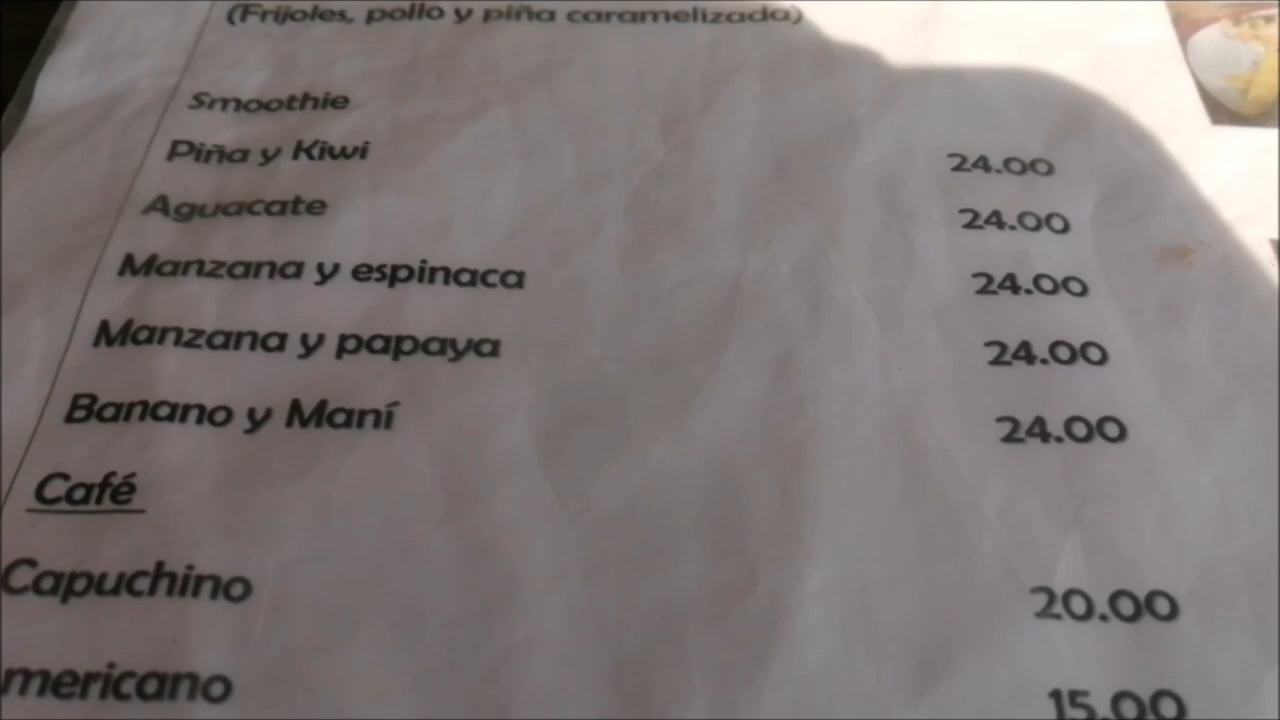 (Frijoles, pollo y piña caramelizada)
Smoothie
Piña y Kiwi 24.00
Aguacate 24.00
Manzana y espinaca 24.00
Manzana y papaya 24.00
Banano y Maní 24.00
Café
Capuchino 20.00
mericano 15.00